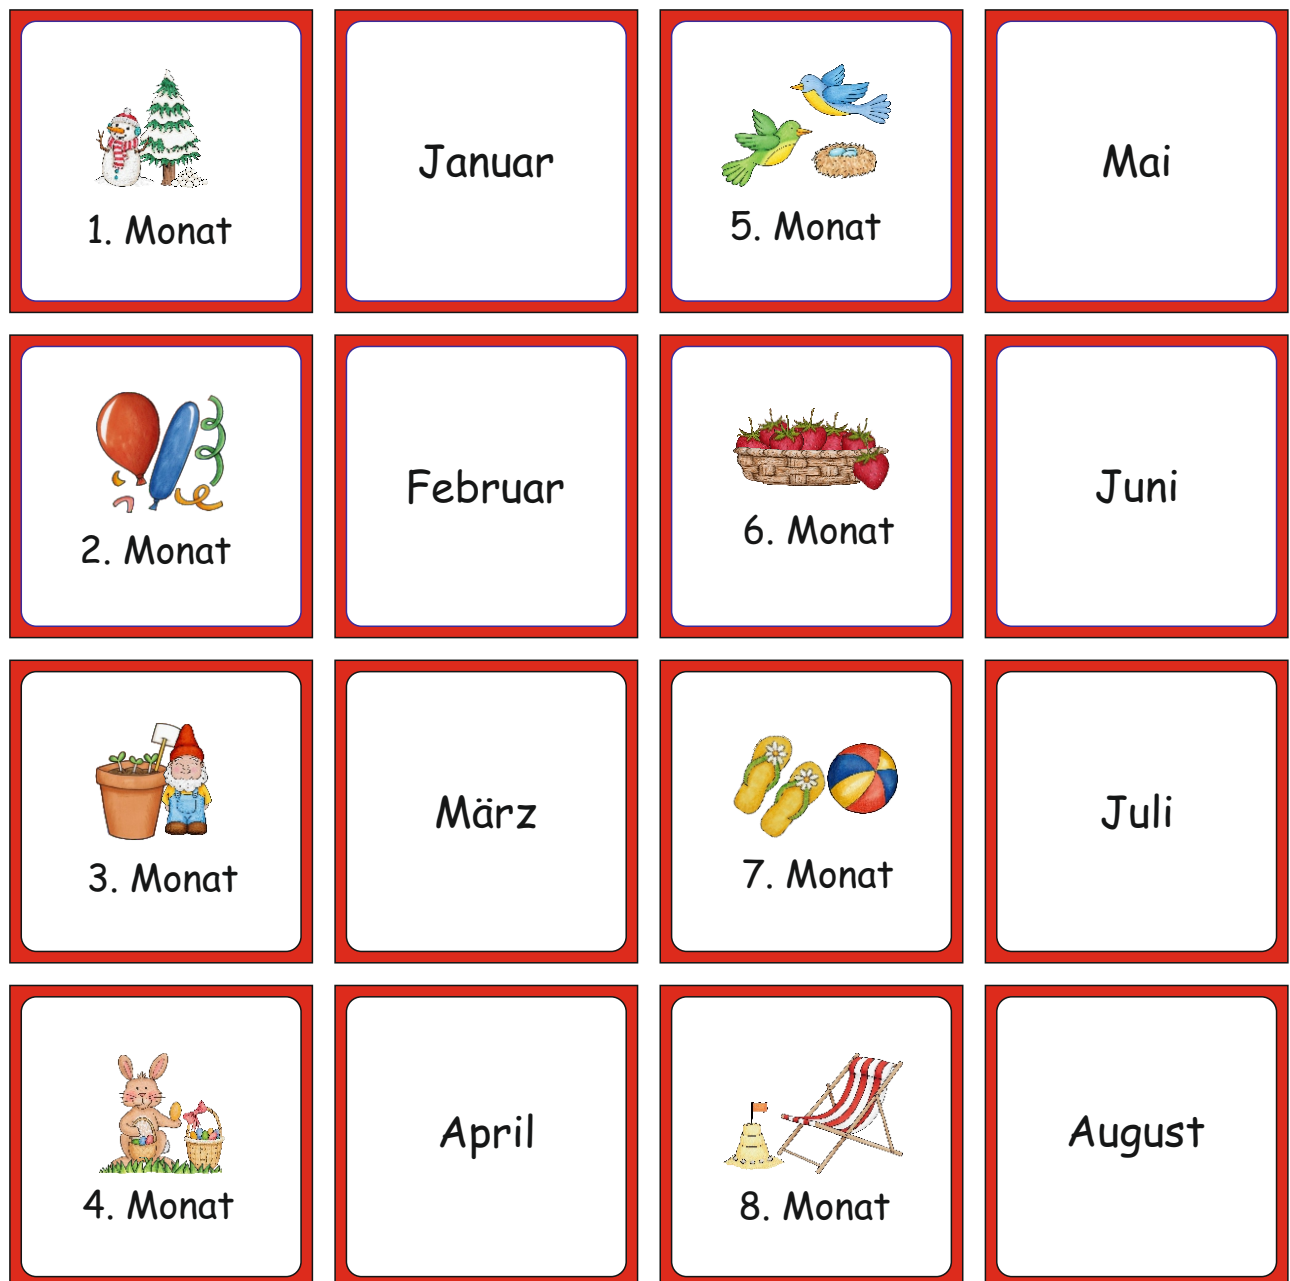 1. Monat
Januar
5. Monat
Mai
2. Monat
Februar
6. Monat
Juni
3. Monat
März
7. Monat
Juli
4. Monat
April
8. Monat
August